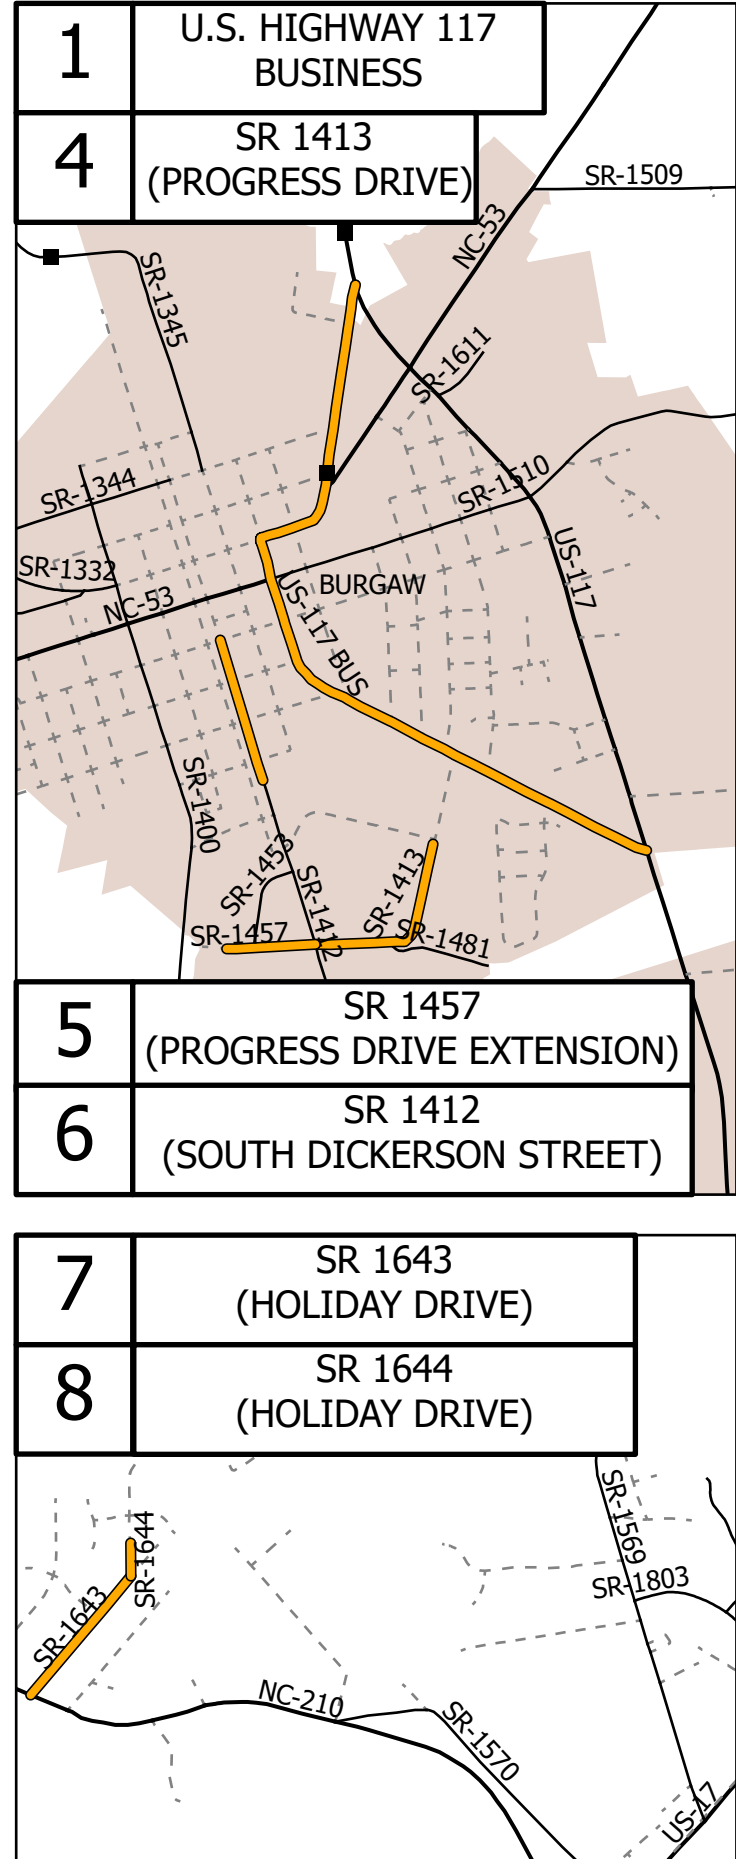 1
U.S. HIGHWAY 117
BUSINESS
4
SR 1413
(PROGRESS DRIVE)
SR-1509
NC-53
SR-1345
SR-1611
SR-1344
SR-1510
SR-1332
US-117
NC-53
BURGAW
US-117 BUS
SR-1400
SR-1453
SR-1413
SR-1412
SR-1457
SR-1481
5
SR 1457
(PROGRESS DRIVE EXTENSION)
6
SR 1412
(SOUTH DICKERSON STREET)
7
SR 1643
(HOLIDAY DRIVE)
8
SR 1644
(HOLIDAY DRIVE)
SR-1569
SR-1644
SR-1803
SR-1643
NC-210
SR-1570
US-17